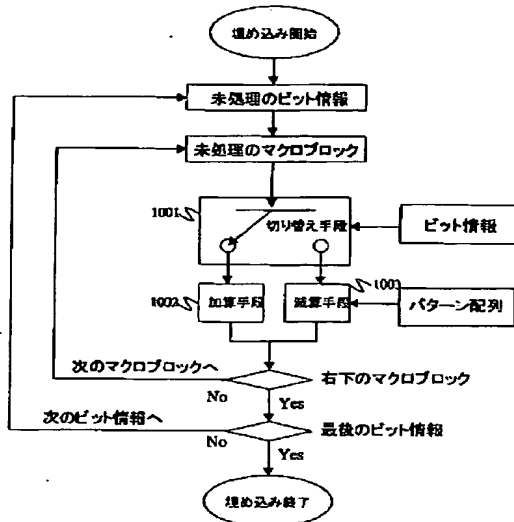 埋め込み開始
未処理のビット情報
未処理のマクロブロック
1001
切り替え手段
ビット情報
1002
加算手段
減算手段
1003
パターン配列
次のマクロブロックへ
右下のマクロブロック
No
Yes
次のビット情報へ
最後のビット情報
No
Yes
埋め込み終了